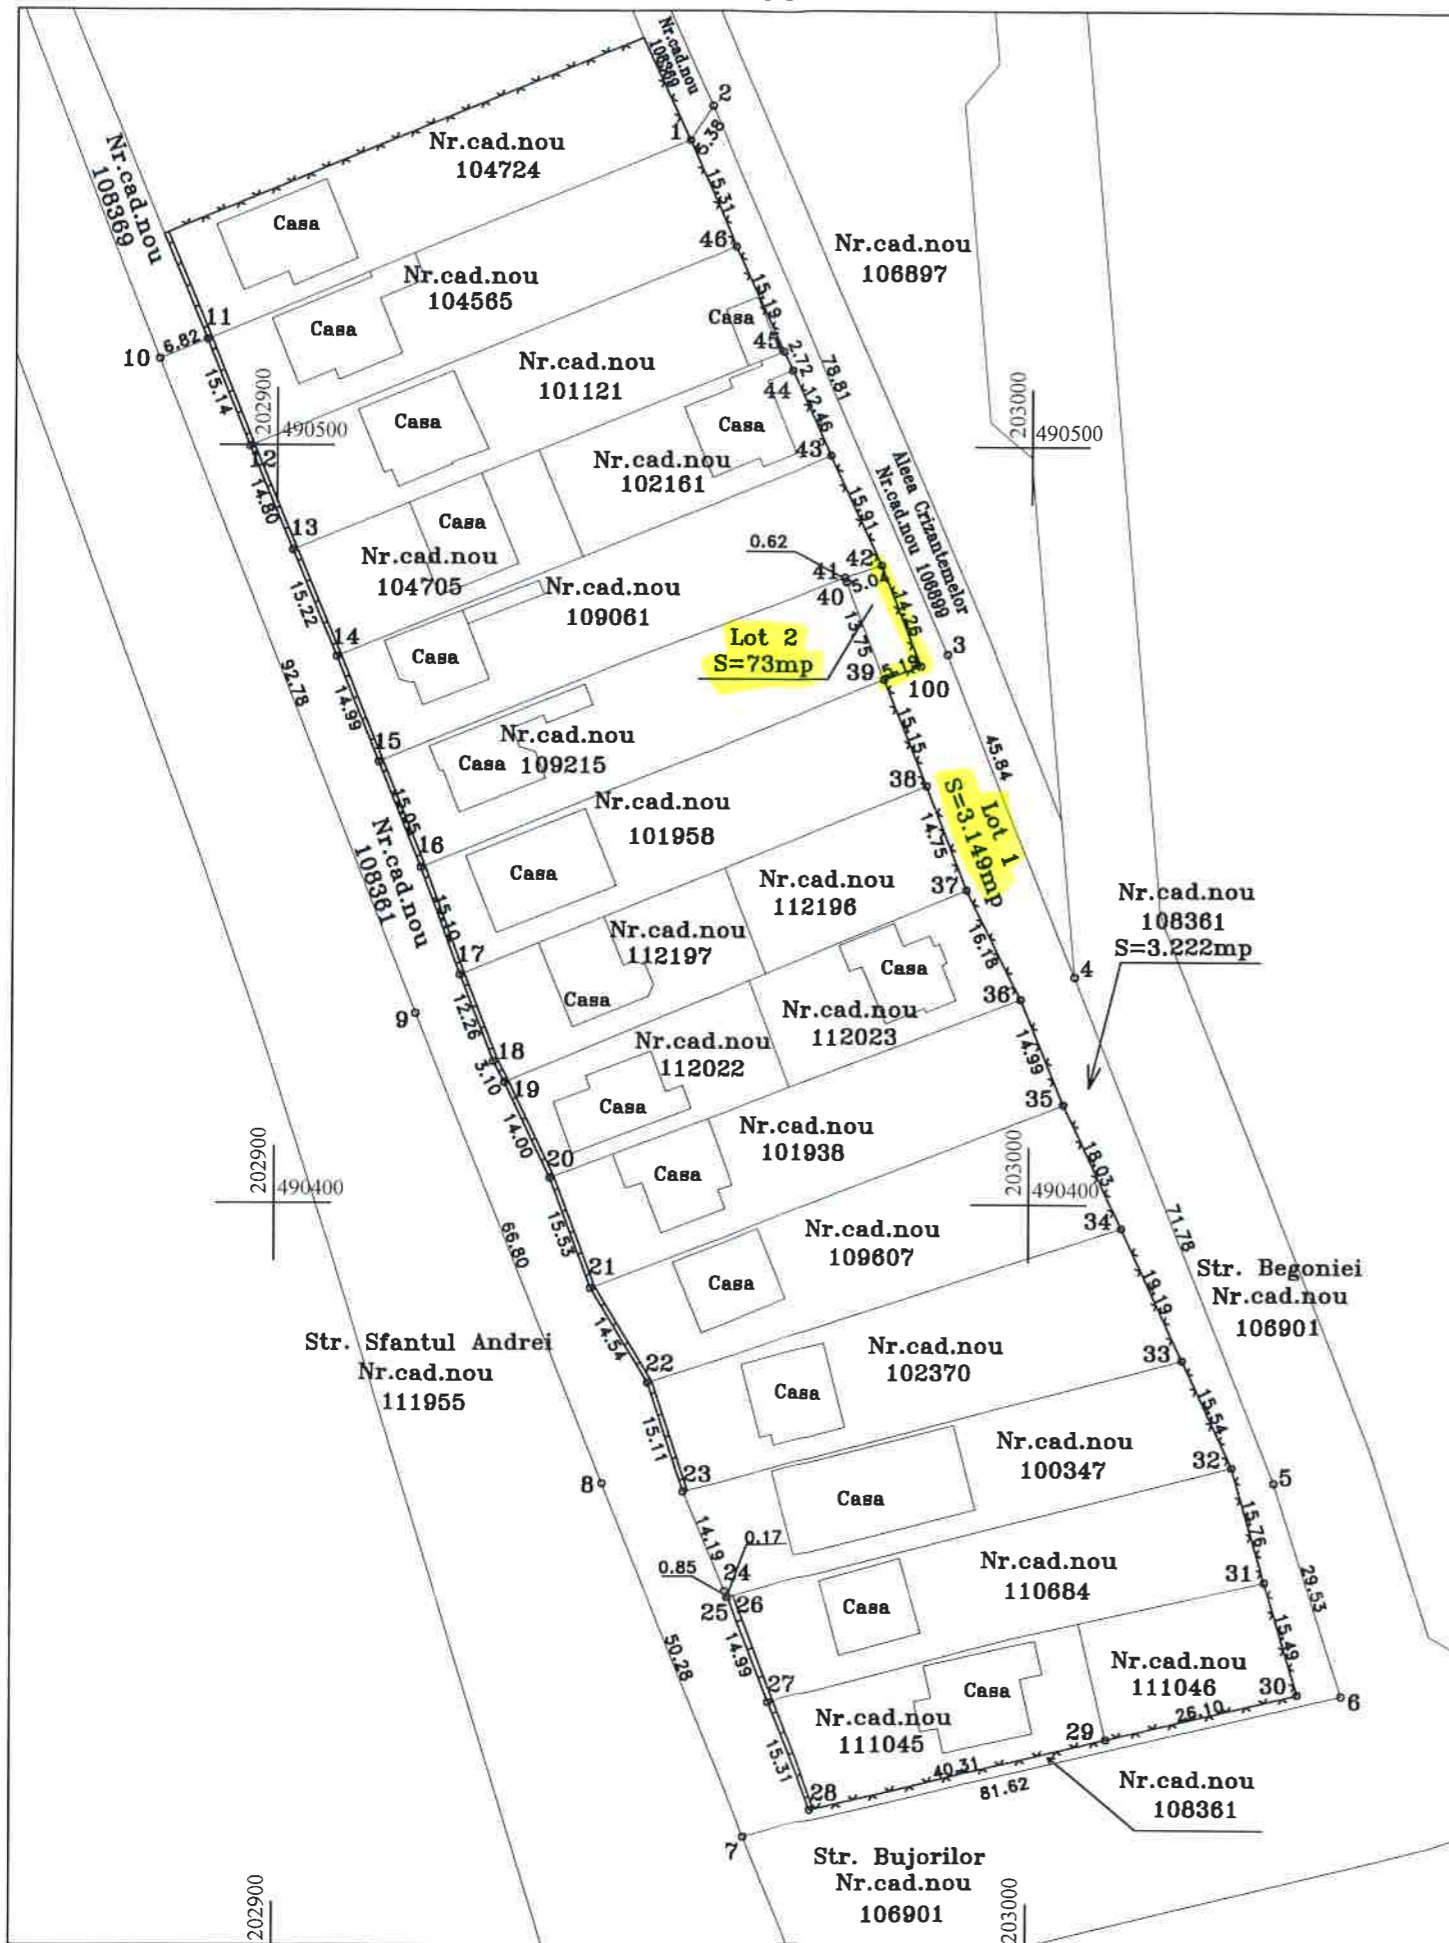 Nr.cad.nou
108369
2
1
5.38
Nr.cad.nou
104724
Nr.cad.nou
108369
Casa
15.31
46
Nr.cad.nou
106897
Nr.cad.nou
104565
11
6.82
10
Casa
15.19
Casa
45
2.72
78.81
44
12.46
15.14
Nr.cad.nou
101121
202900
490500
203000
490500
12
Casa
Casa
43
Nr.cad.nou
102161
Aleea Crizantemelor
Nr.cad.nou 106899
14.80
13
Casa
15.91
0.62
42
41
40
5.04
Nr.cad.nou
104705
Nr.cad.nou
109061
15.22
14
14.26
13.75
Lot 2
S=73mp
3
Casa
39
5.19
100
92.78
14.99
15
Nr.cad.nou
109215
Casa
15.15
45.84
38
15.05
16
Nr.cad.nou
101958
Lot 1
S=3.149mp
Nr.cad.nou
108361
Casa
14.75
37
Nr.cad.nou
112196
Nr.cad.nou
108361
S=3.222mp
15.10
17
Nr.cad.nou
112197
Casa
Casa
16.18
4
36
9
12.26
Nr.cad.nou
112023
18
3.10
19
Nr.cad.nou
112022
14.99
35
Casa
14.00
Nr.cad.nou
101938
20
Casa
18.03
202900
490400
203000
490400
34
66.80
15.53
71.78
21
Nr.cad.nou
109607
Casa
19.19
Str. Begoniei
Nr.cad.nou
106901
Str. Sfantul Andrei
Nr.cad.nou
111955
14.54
22
Nr.cad.nou
102370
33
Casa
15.54
15.11
23
8
Nr.cad.nou
100347
32
5
Casa
14.19
0.17
0.85
24
25
26
15.76
31
29.53
Nr.cad.nou
110684
Casa
50.28
14.99
27
15.49
Nr.cad.nou
111046
30
6
26.10
Casa
Nr.cad.nou
111045
29
15.31
28
40.31
81.62
Nr.cad.nou
108361
7
Str. Bujorilor
Nr.cad.nou
106901
202900
203000